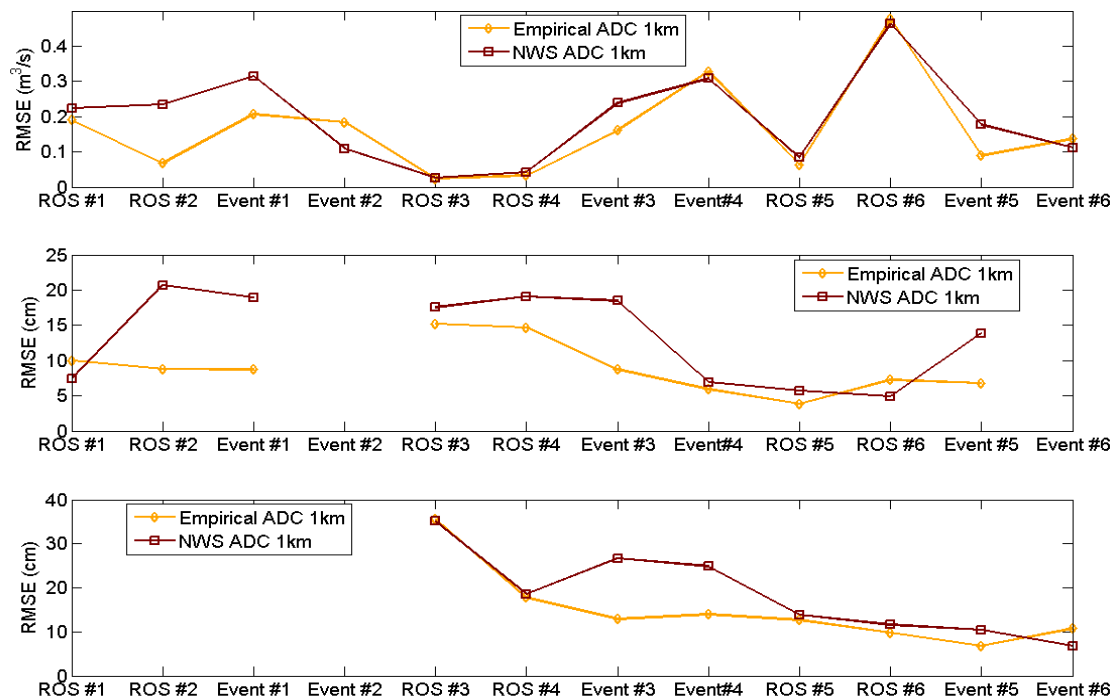 RMSE (m³/s)
0.4
0.3
0.2
0.1
0
Empirical ADC 1km
NWS ADC 1km
ROS #1 ROS #2 Event #1 Event #2 ROS #3 ROS #4 Event #3 Event#4 ROS #5 ROS #6 Event #5 Event #6
RMSE (cm)
25
20
15
10
5
0
Empirical ADC 1km
NWS ADC 1km
ROS #1 ROS #2 Event #1 Event #2 ROS #3 ROS #4 Event #3 Event#4 ROS #5 ROS #6 Event #5 Event #6
RMSE (cm)
40
30
20
10
0
Empirical ADC 1km
NWS ADC 1km
ROS #1 ROS #2 Event #1 Event #2 ROS #3 ROS #4 Event #3 Event#4 ROS #5 ROS #6 Event #5 Event #6